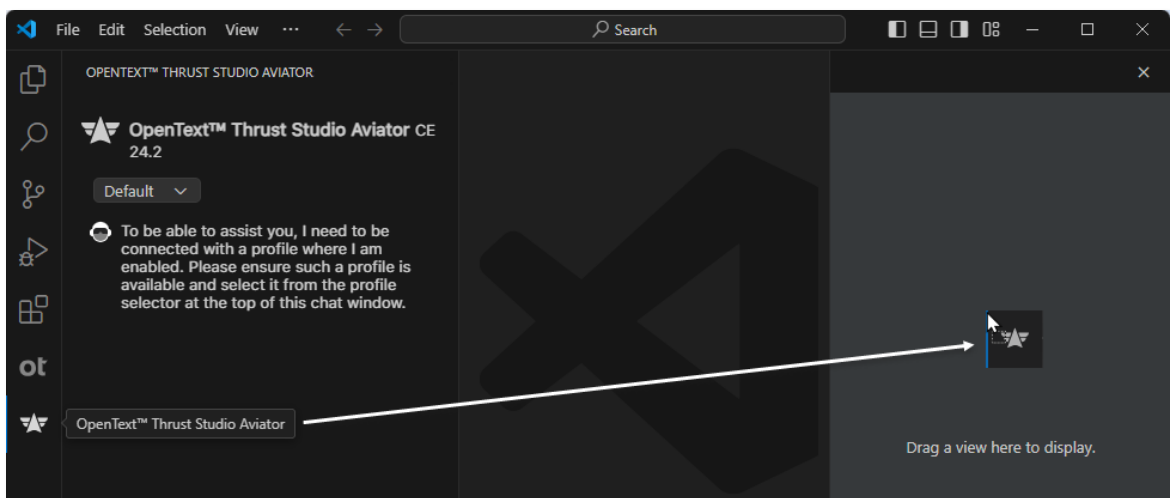 File Edit Selection View ··· Search
OPENTEXT™ THRUST STUDIO AVIATOR
OpenText™ Thrust Studio Aviator CE
24.2
Default
To be able to assist you, I need to be
connected with a profile where I am
enabled. Please ensure such a profile is
available and select it from the profile
selector at the top of this chat window.
ot
OpenText™ Thrust Studio Aviator
Drag a view here to display.